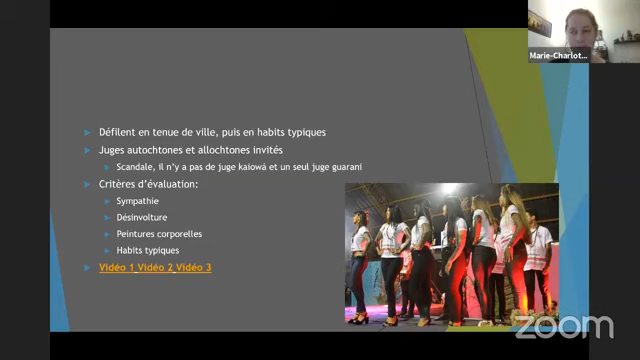 Marie-Charlot...
Défilent en tenue de ville, puis en habits typiques
Juges autochtones et allochtones invités
Scandale, il n'y a pas de juge kaiowá et un seul juge guarani
Critères d'évaluation:
Sympathie
Désinvolture
Peintures corporelles
Habits typiques
Vidéo 1 Vidéo 2 Vidéo 3
zoom